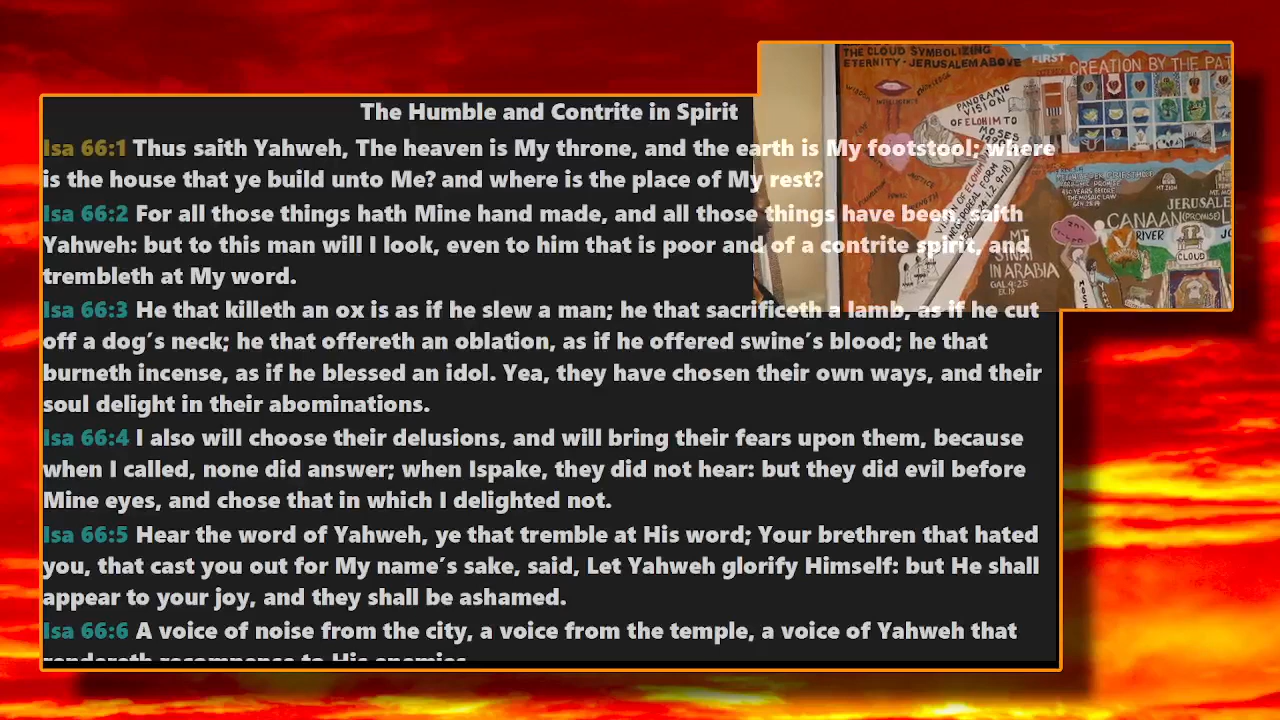 The Humble and Contrite in Spirit
Isa 66:1 Thus saith Yahweh, The heaven is My throne, and the earth is My footstool; where
is the house that ye build unto Me? and where is the place of My rest?
Isa 66:2 For all those things hath Mine hand made, and all those things have been, saith
Yahweh: but to this man will I look, even to him that is poor and of a contrite spirit, and
trembleth at My word.
Isa 66:3 He that killeth an ox is as if he slew a man; he that sacrificeth a lamb, as if he cut
off a dog's neck; he that offereth an oblation, as if he offered swine's blood; he that
burneth incense, as if he blessed an idol. Yea, they have chosen their own ways, and their
soul delight in their abominations.
Isa 66:4 I also will choose their delusions, and will bring their fears upon them, because
when I called, none did answer; when Ispake, they did not hear: but they did evil before
Mine eyes, and chose that in which I delighted not.
Isa 66:5 Hear the word of Yahweh, ye that tremble at His word; Your brethren that hated
you, that cast you out for My name's sake, said, Let Yahweh glorify Himself: but He shall
appear to your joy, and they shall be ashamed.
Isa 66:6 A voice of noise from the city, a voice from the temple, a voice of Yahweh that
rendereth recompence to His enemies.
THE CLOUD SYMBOLIZING
ETERNITY - JERUSALEM ABOVE
FIRST
CREATION BY THE PAT
WISDOM
KNOWLEDGE
JUSTICE
PANORAMIC
VISION
OF ELOHIM TO
MOSES
MT.
SINAI
IN ARABIA
GAL. 4:25
MT ZION
JERUSALE
CANAAN (PROMISE) L
RIVER
CLOUD
MOSE